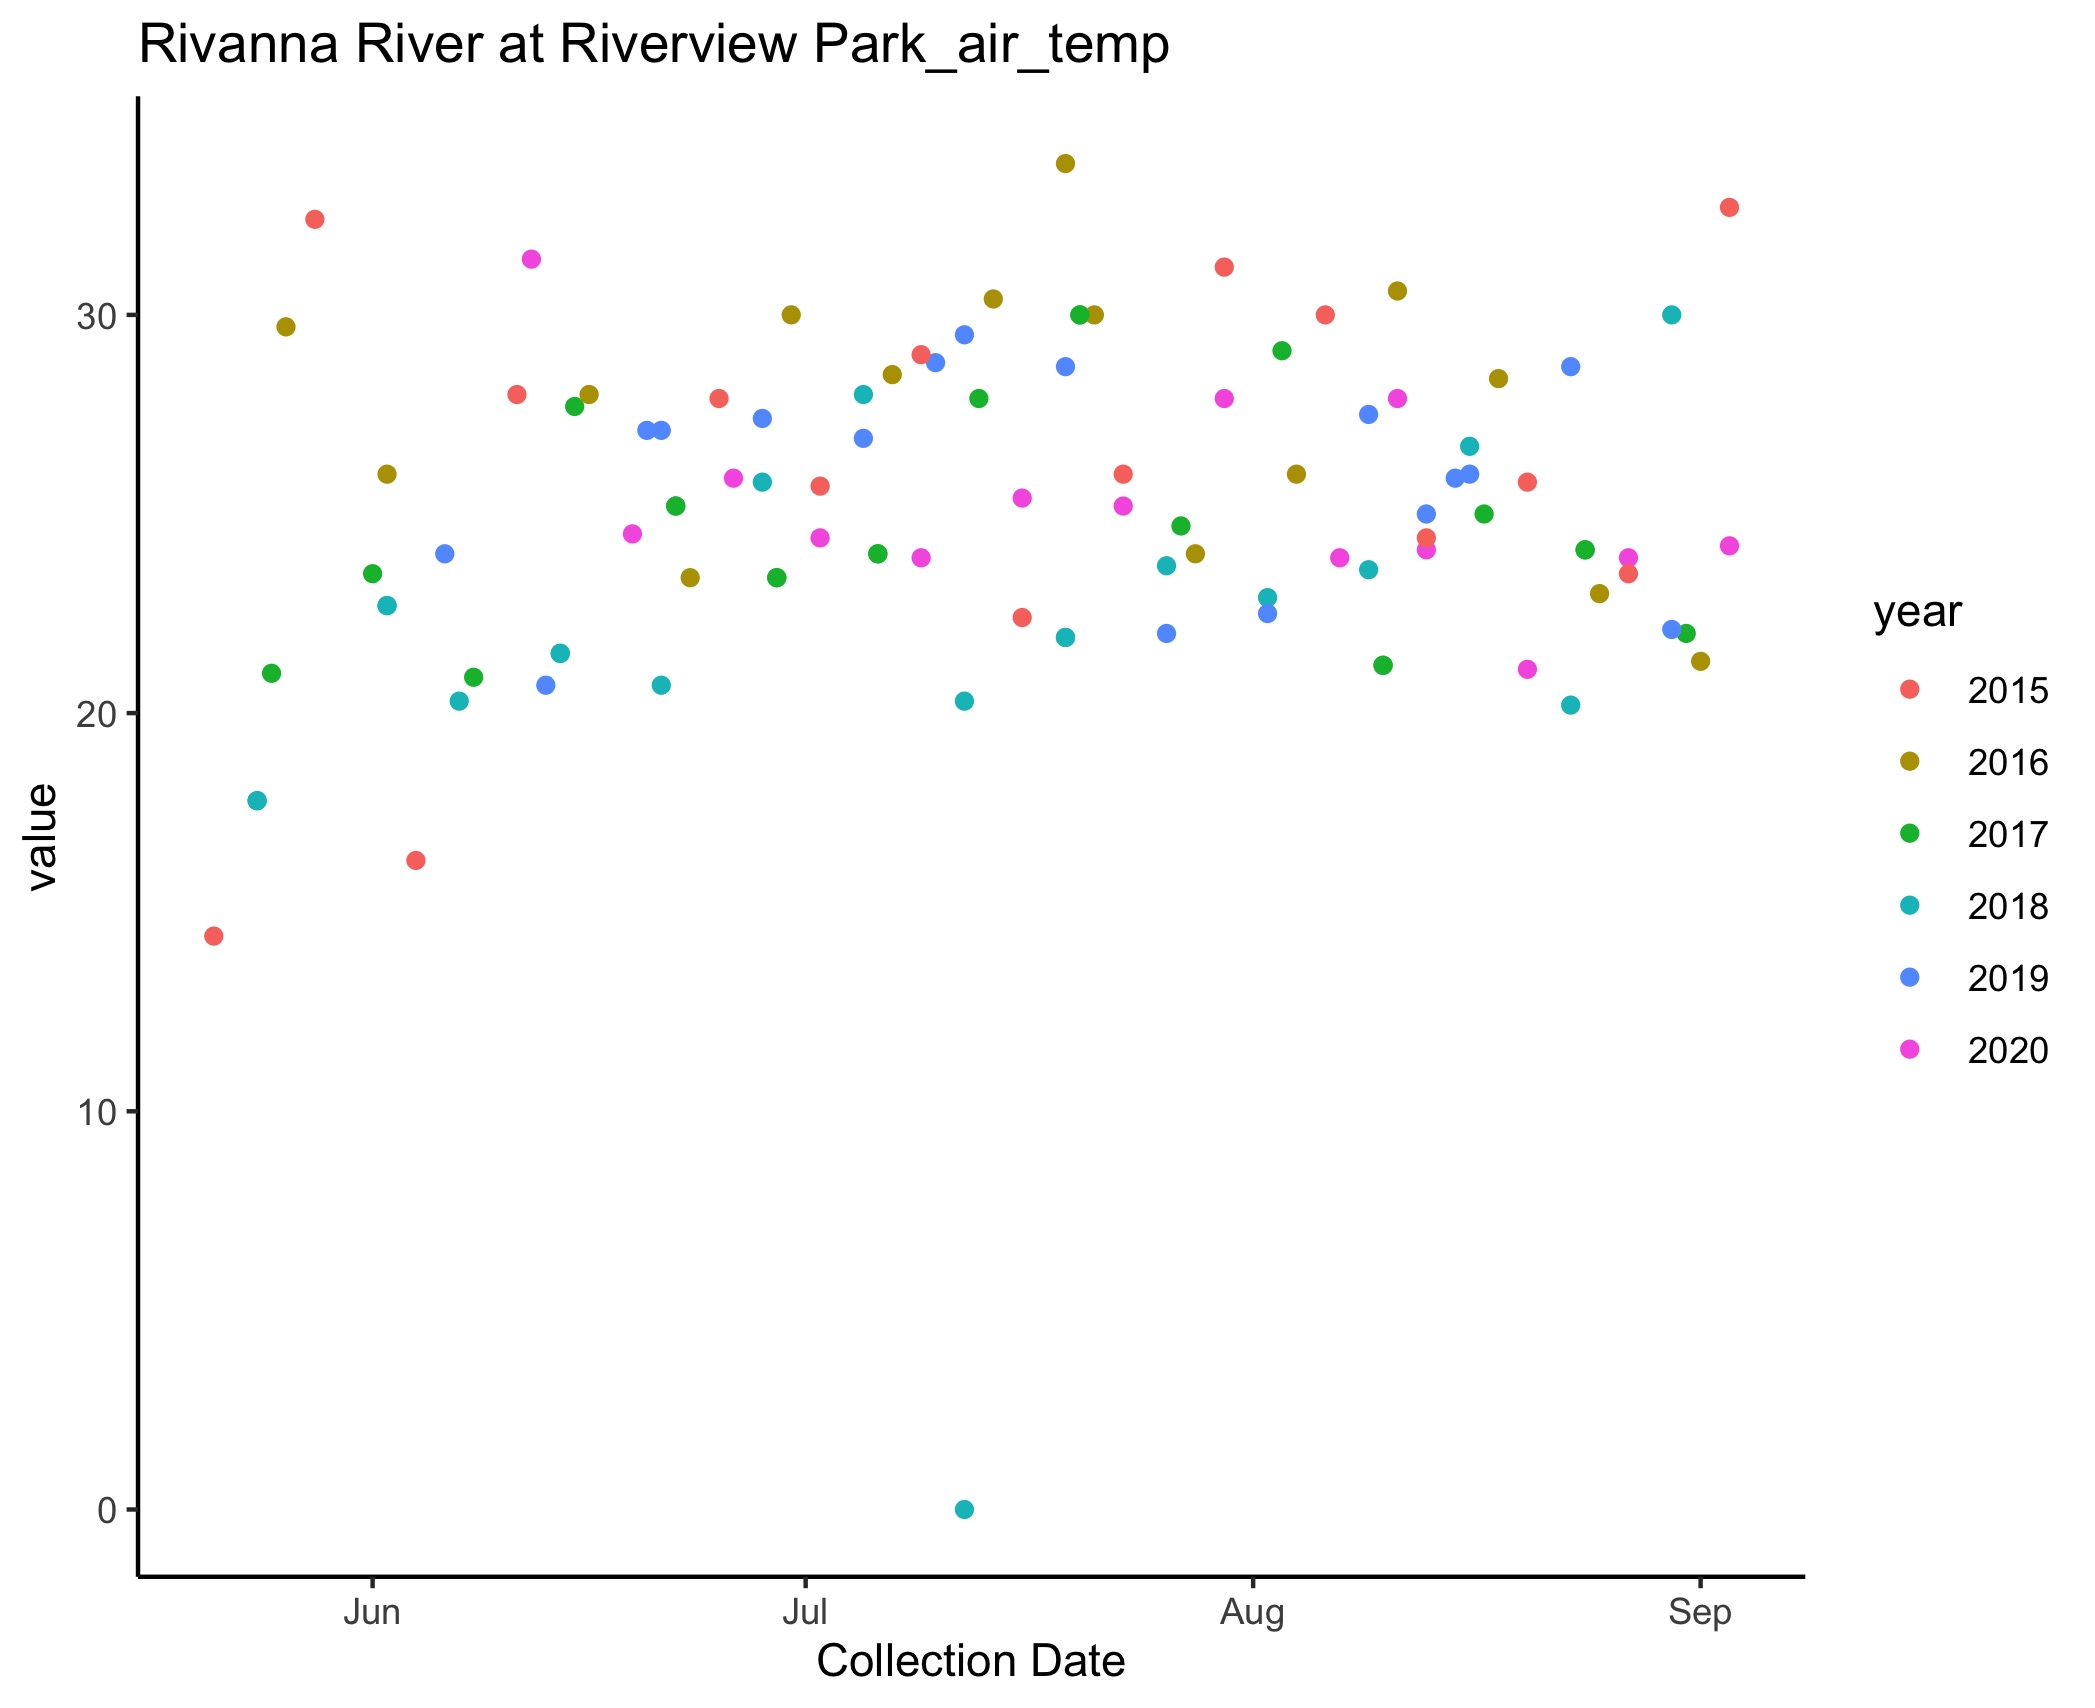 Rivanna River at Riverview Park_air_temp
30
20
10
0
value
Jun
Jul
Aug
Sep
Collection Date
year
2015
2016
2017
2018
2019
2020